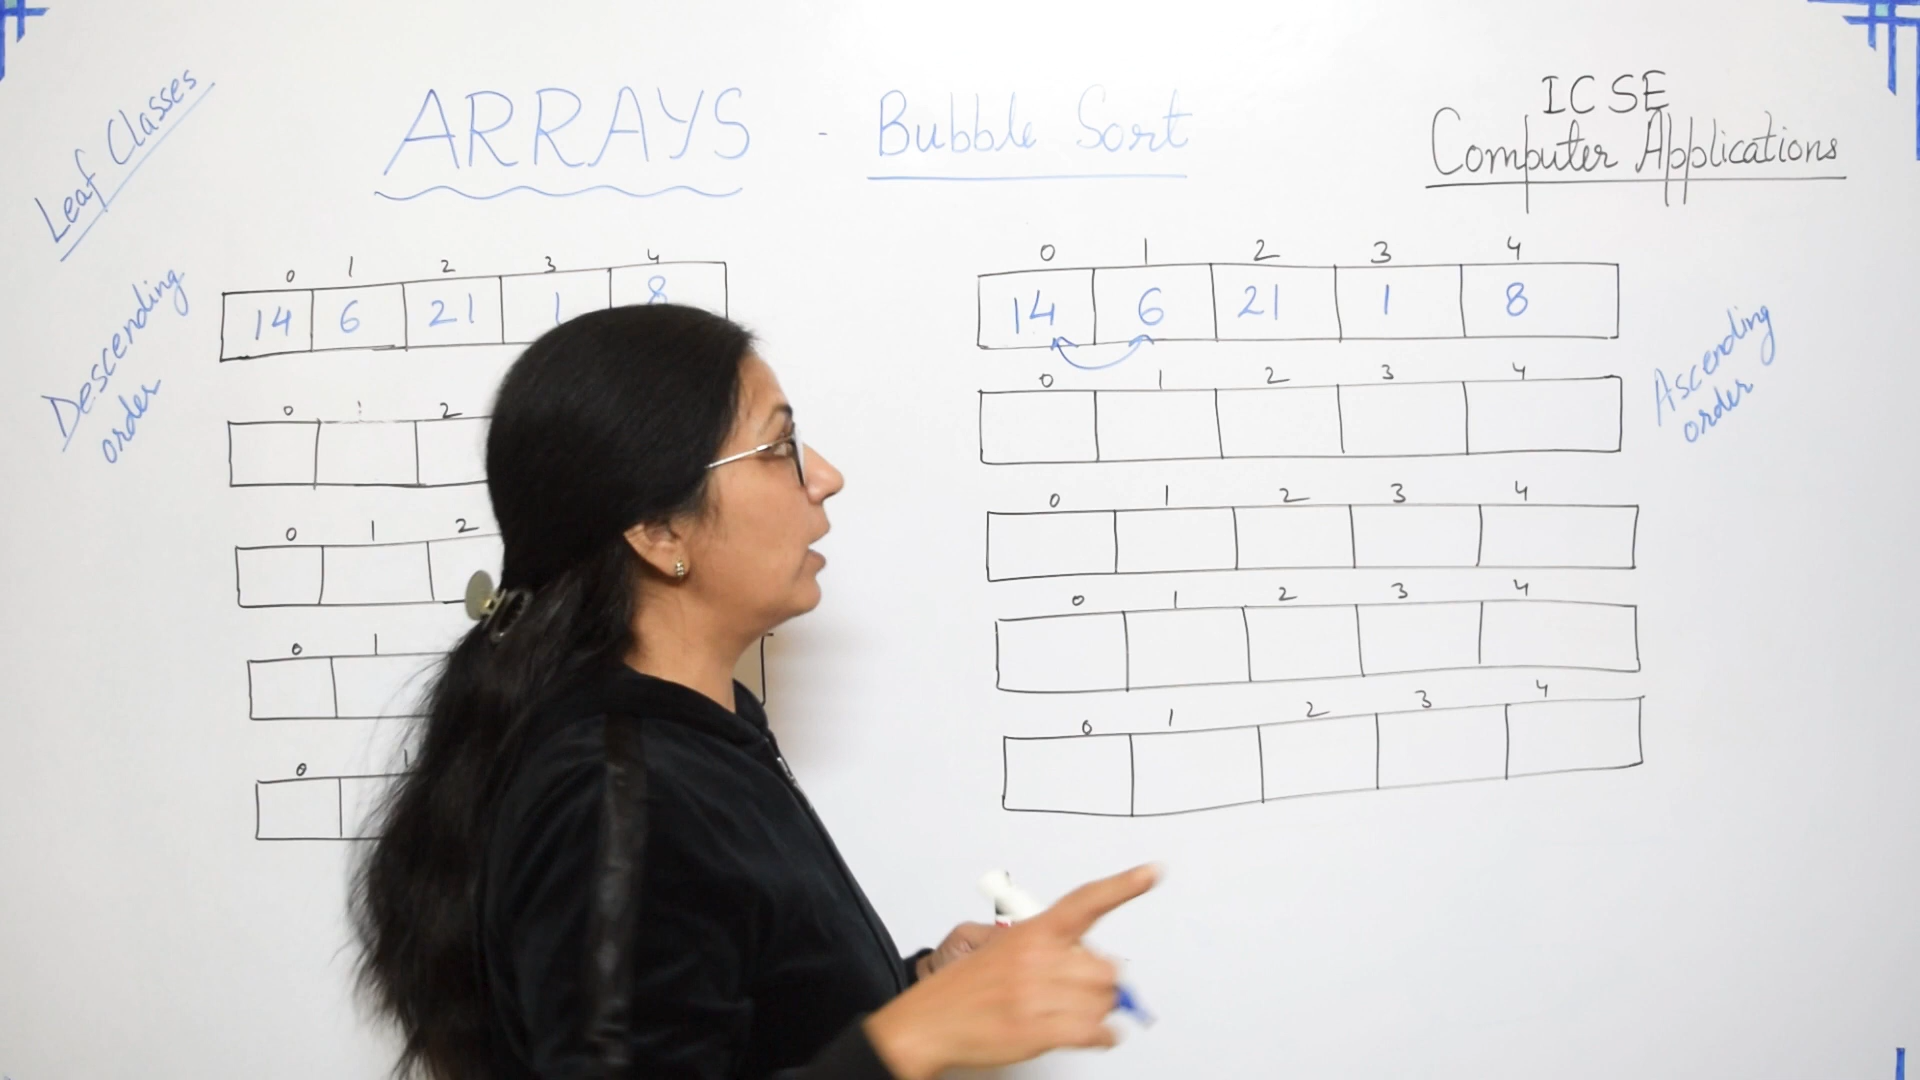 Leaf Classes
ARRAYS - Bubble Sort
ICSE
Computer Applications
Descending
order
0 1 2 3 4
14 6 21 1 8
0 1 2
0 1 2
0 1
0 1
0 1 2 3 4
14 6 21 1 8
0 1 2 3 4
0 1 2 3 4
0 1 2 3 4
0 1 2 3 4
Ascending
order